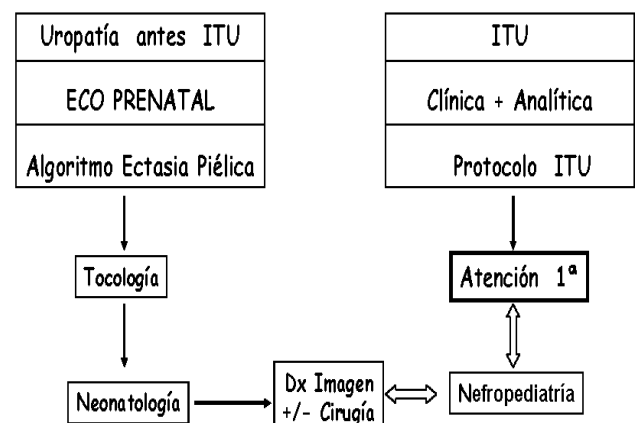 Uropatía antes ITU
ECO PRENATAL
Algoritmo Ectasia Piélica
Tocología
Neonatología
ITU
Clínica + Analítica
Protocolo ITU
Atención 1ª
Nefropediatría
Dx Imagen
+/- Cirugía